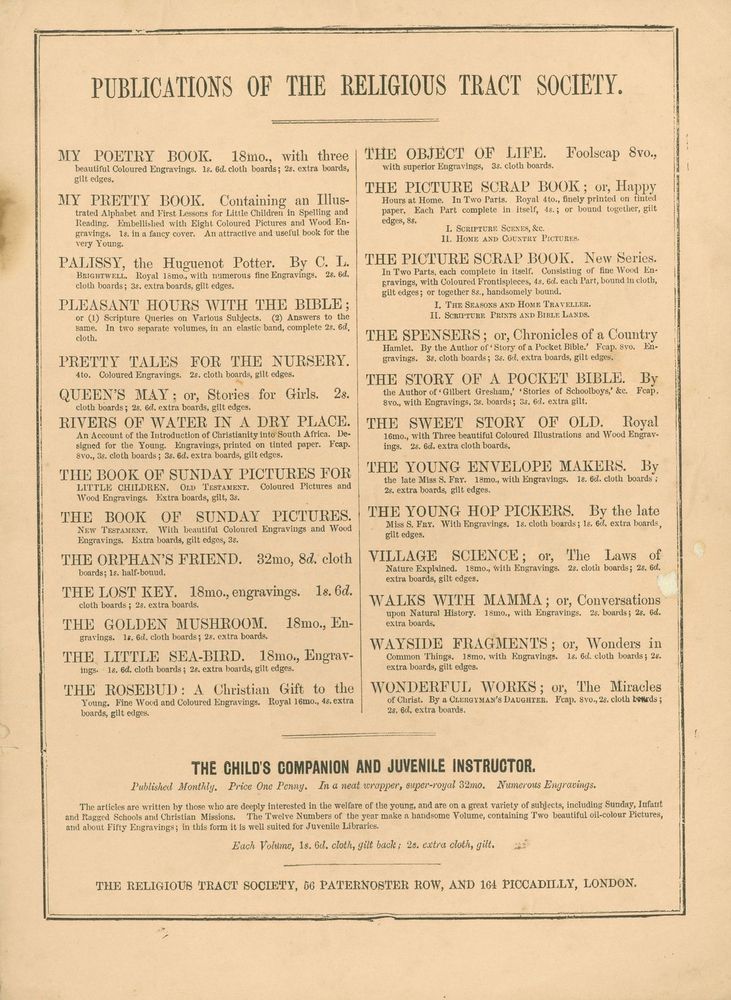 PUBLICATIONS OF THE RELIGIOUS TRACT SOCIETY.
MY POETRY BOOK. 18mo., with three
beautiful Coloured Engravings. 1s. 6d. cloth boards; 2s. extra boards,
gilt edges.
MY PRETTY BOOK. Containing an Illus-
trated Alphabet and First Lessons for Little Children in Spelling and
Reading. Embellished with Eight Coloured Pictures and Wood En-
gravings. 1s. in a fancy cover. An attractive and useful book for the
very Young.
PALISSY, the Huguenot Potter. By C. L.
BRIGHTWELL. Royal 18mo., with numerous fine Engravings. 2s. 6d.
cloth boards; 3s. extra boards, gilt edges.
PLEASANT HOURS WITH THE BIBLE;
or (1) Scripture Queries on Various Subjects. (2) Answers to the
same. In two separate volumes, in an elastic band, complete 2s. 6d,
cloth.
PRETTY TALES FOR THE NURSERY.
4to. Coloured Engravings. 2s. cloth boards, gilt edges.
QUEEN'S MAY; or, Stories for Girls. 2s.
cloth boards; 2s. 6d. extra boards, gilt edges.
RIVERS OF WATER IN A DRY PLACE.
An Account of the Introduction of Christianity into South Africa. De-
signed for the Young. Engravings, printed on tinted paper. Fcap.
8vo., 3s. cloth boards; 3s. 6d. extra boards, gilt edges.
THE BOOK OF SUNDAY PICTURES FOR
LITTLE CHILDREN. OLD TESTAMENT. Coloured Pictures and
Wood Engravings. Extra boards, gilt, 3s.
THE BOOK OF SUNDAY PICTURES.
NEW TESTAMENT. With beautiful Coloured Engravings and Wood
Engravings. Extra boards, gilt edges, 3s.
THE ORPHAN'S FRIEND. 32mo, 8d. cloth
boards; 1s. half-bound.
THE LOST KEY. 18mo., engravings. 1s. 6d.
cloth boards; 2s. extra boards.
THE GOLDEN MUSHROOM. 18mo., En-
gravings. 1s. 6d. cloth boards; 2s. extra boards.
THE LITTLE SEA-BIRD. 18mo., Engrav-
ings. 1s. 6d. cloth boards; 2s. extra boards, gilt edges.
THE ROSEBUD: A Christian Gift to the
Young. Fine Wood and Coloured Engravings. Royal 16mo., 4s. extra
boards, gilt edges.
THE OBJECT OF LIFE. Foolscap 8vo.,
with superior Engravings, 3s. cloth boards.
THE PICTURE SCRAP BOOK; or, Happy
Hours at Home. In Two Parts. Royal 4to., finely printed on tinted
paper. Each Part complete in itself, 4s.; or bound together, gilt
edges, 8s.
I. SCRIPTURE SCENES, &c.
II. HOME AND COUNTRY PICTURES.
THE PICTURE SCRAP BOOK. New Series.
In Two Parts, each complete in itself. Consisting of fine Wood En-
gravings, with Coloured Frontispieces, 4s. 6d. each Part, bound in cloth,
gilt edges; or together 8s., handsomely bound.
I. THE SEASONS AND HOME TRAVELLER.
II. SCRIPTURE PRINTS AND BIBLE LANDS.
THE SPENSERS; or, Chronicles of a Country
Hamlet. By the Author of 'Story of a Pocket Bible.' Fcap. 8vo. En-
gravings. 3s. cloth boards; 3s. 6d. extra boards, gilt edges.
THE STORY OF A POCKET BIBLE. By
the Author of 'Gilbert Gresham,' 'Stories of Schoolboys,' &c. Fcap.
8vo., with Engravings. 3s. boards; 3s. 6d. extra gilt.
THE SWEET STORY OF OLD. Royal
16mo., with Three beautiful Coloured Illustrations and Wood Engrav-
ings. 2s. 6d. extra cloth boards.
THE YOUNG ENVELOPE MAKERS. By
the late Miss S. FRY. 18mo., with Engravings. 1s. 6d. cloth boards;
2s. extra boards, gilt edges.
THE YOUNG HOP PICKERS. By the late
Miss S. FRY. With Engravings. 1s. cloth boards; 1s. 6d. extra boards,
gilt edges.
VILLAGE SCIENCE; or, The Laws of
Nature Explained. 18mo., with Engravings. 2s. cloth boards; 2s. 6d.
extra boards, gilt edges.
WALKS WITH MAMMA; or, Conversations
upon Natural History. 18mo., with Engravings. 2s. boards; 2s. 6d.
extra boards.
WAYSIDE FRAGMENTS; or, Wonders in
Common Things. 18mo. with Engravings. 1s. 6d. cloth boards; 2s.
extra boards, gilt edges.
WONDERFUL WORKS; or, The Miracles
of Christ. By a CLERGYMAN'S DAUGHTER. Fcap. 8vo., 2s. cloth boards;
2s. 6d. extra boards.
THE CHILD'S COMPANION AND JUVENILE INSTRUCTOR.
Published Monthly. Price One Penny. In a neat wrapper, super-royal 32mo. Numerous Engravings.
The articles are written by those who are deeply interested in the welfare of the young, and are on a great variety of subjects, including Sunday, Infant
and Ragged Schools and Christian Missions. The Twelve Numbers of the year make a handsome Volume, containing Two beautiful oil-colour Pictures,
and about Fifty Engravings; in this form it is well suited for Juvenile Libraries.
Each Volume, 1s. 6d. cloth, gilt back; 2s. extra cloth, gilt.
THE RELIGIOUS TRACT SOCIETY, 56 PATERNOSTER ROW, AND 164 PICCADILLY, LONDON.